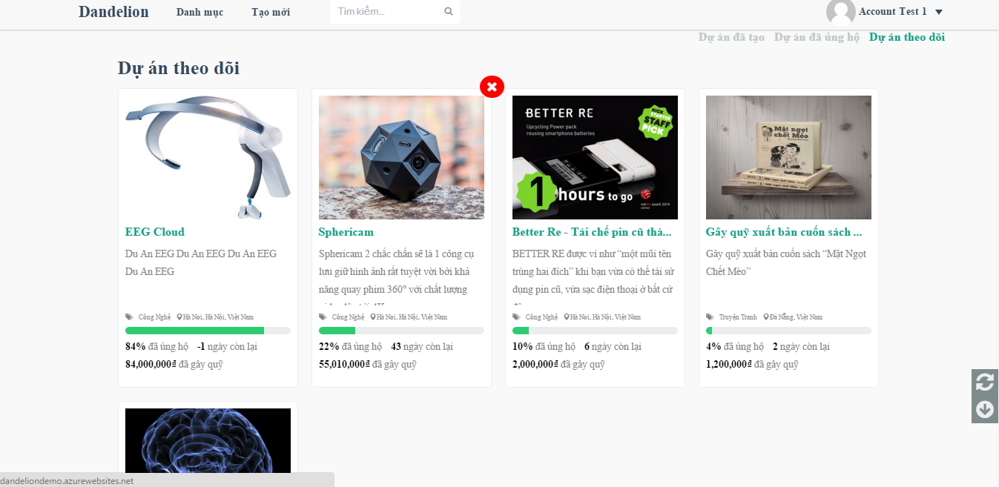 Dandelion
Danh mục
Tạo mới
Tìm kiếm...
Account Test 1
Dự án đã tạo
Dự án đã ủng hộ
Dự án theo dõi
Dự án theo dõi
EEG Cloud
Du An EEG Du An EEG Du An EEG
Du An EEG
Công Nghệ
Hà Noi, Hà Nội, Việt Nam
84% đã ủng hộ
-1 ngày còn lại
84,000,000₫ đã gây quỹ
Sphericam
Sphericam 2 chắc chắn sẽ là 1 công cụ
lưu giữ hình ảnh rất tuyệt vời bởi khả
năng quay phim 360° với chất lượng
Công Nghệ
Hà Noi, Hà Nội, Việt Nam
22% đã ủng hộ
43 ngày còn lại
55,010,000₫ đã gây quỹ
BETTER RE
Upcycling Power pack
reusing smartphone batteries
KICK
STARTER
STAFF
PICK
1 hours to go
reddot award 2014
winners
Better Re - Tái chế pin cũ thà...
BETTER RE được ví như “một mũi tên
trúng hai đích” khi bạn vừa có thể tái sử
dụng pin cũ, vừa sạc điện thoại ở bất cứ
Công Nghệ
Hà Noi, Hà Nội, Việt Nam
10% đã ủng hộ
6 ngày còn lại
2,000,000₫ đã gây quỹ
Mật ngọt
chết Mèo
Mật ngọt chết Mèo
Gây quỹ xuất bản cuốn sách ...
Gây quỹ xuất bản cuốn sách “Mật Ngọt
Chết Mèo”
Truyện Tranh
Đà Nẵng, Việt Nam
4% đã ủng hộ
2 ngày còn lại
1,200,000₫ đã gây quỹ
dandeliondemo.azurewebsites.net